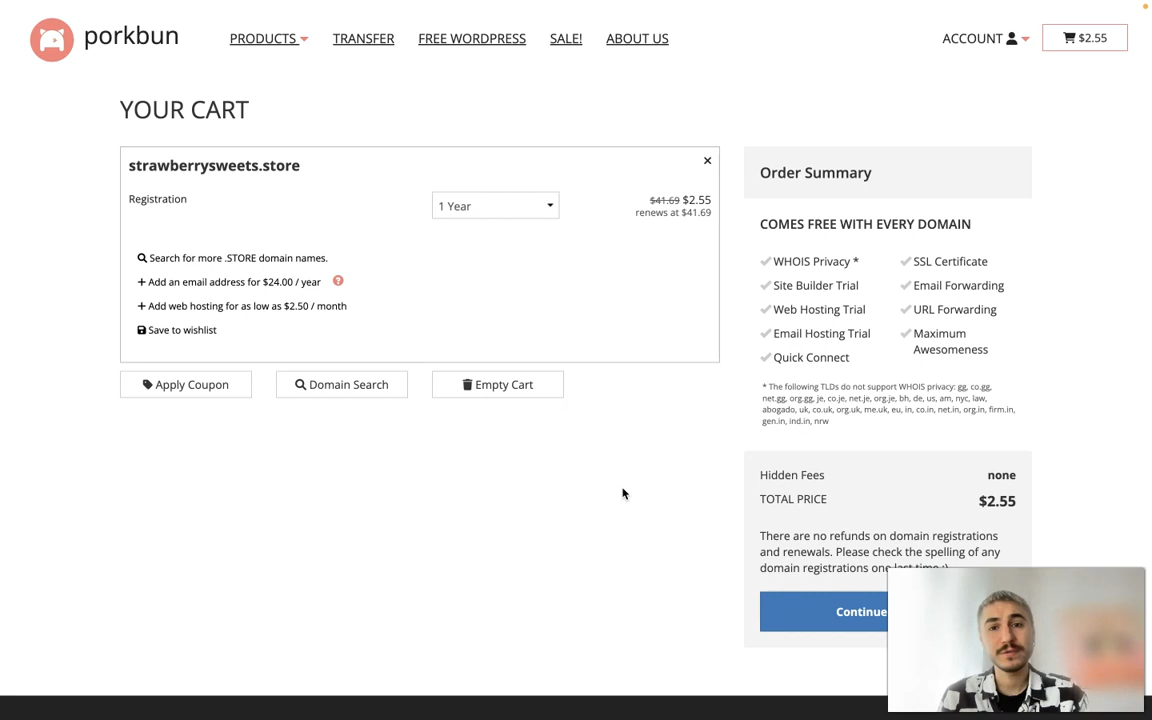 porkbun
PRODUCTS
TRANSFER
FREE WORDPRESS
SALE!
ABOUT US
ACCOUNT
$2.55
YOUR CART
strawberrysweets.store
Registration
1 Year
$41.69 $2.55
renews at $41.69
Search for more .STORE domain names.
+ Add an email address for $24.00 / year ?
+ Add web hosting for as low as $2.50 / month
Save to wishlist
Apply Coupon
Domain Search
Empty Cart
Order Summary
COMES FREE WITH EVERY DOMAIN
WHOIS Privacy *
SSL Certificate
Site Builder Trial
Email Forwarding
Web Hosting Trial
URL Forwarding
Email Hosting Trial
Maximum
Awesomeness
Quick Connect
* The following TLDs do not support WHOIS privacy: gg, co.gg,
net.gg, org.gg, je, co.je, net.je, org.je, bh, de, us, am, nyc, law,
abogado, uk, co.uk, org.uk, me.uk, eu, in, co.in, net.in, org.in, firm.in,
gen.in, ind.in, nrw
Hidden Fees none
TOTAL PRICE $2.55
There are no refunds on domain registrations
and renewals. Please check the spelling of any
domain registrations one last time :)
Continue